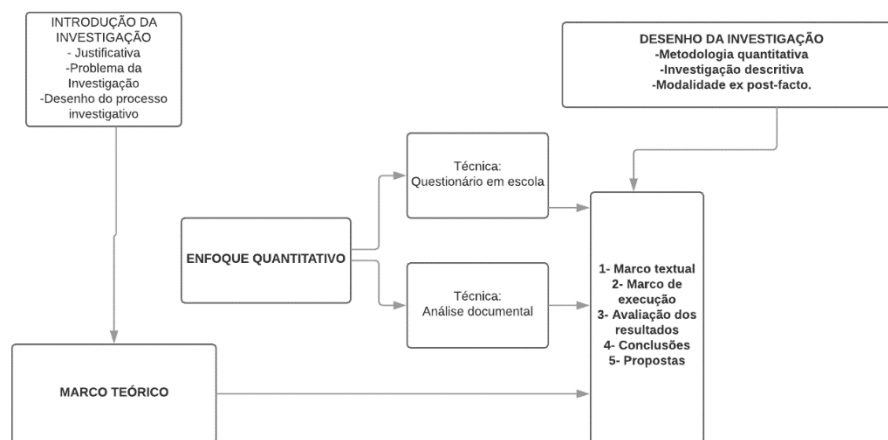 INTRODUÇÃO DA
INVESTIGAÇÃO
- Justificativa
-Problema da
Investigação
-Desenho do processo
investigativo
DESENHO DA INVESTIGAÇÃO
-Metodologia quantitativa
-Investigação descritiva
-Modalidade ex post-facto.
Técnica:
Questionário em escola
ENFOQUE QUANTITATIVO
Técnica:
Análise documental
1- Marco textual
2- Marco de
execução
3- Avaliação dos
resultados
4- Conclusões
5- Propostas
MARCO TEÓRICO